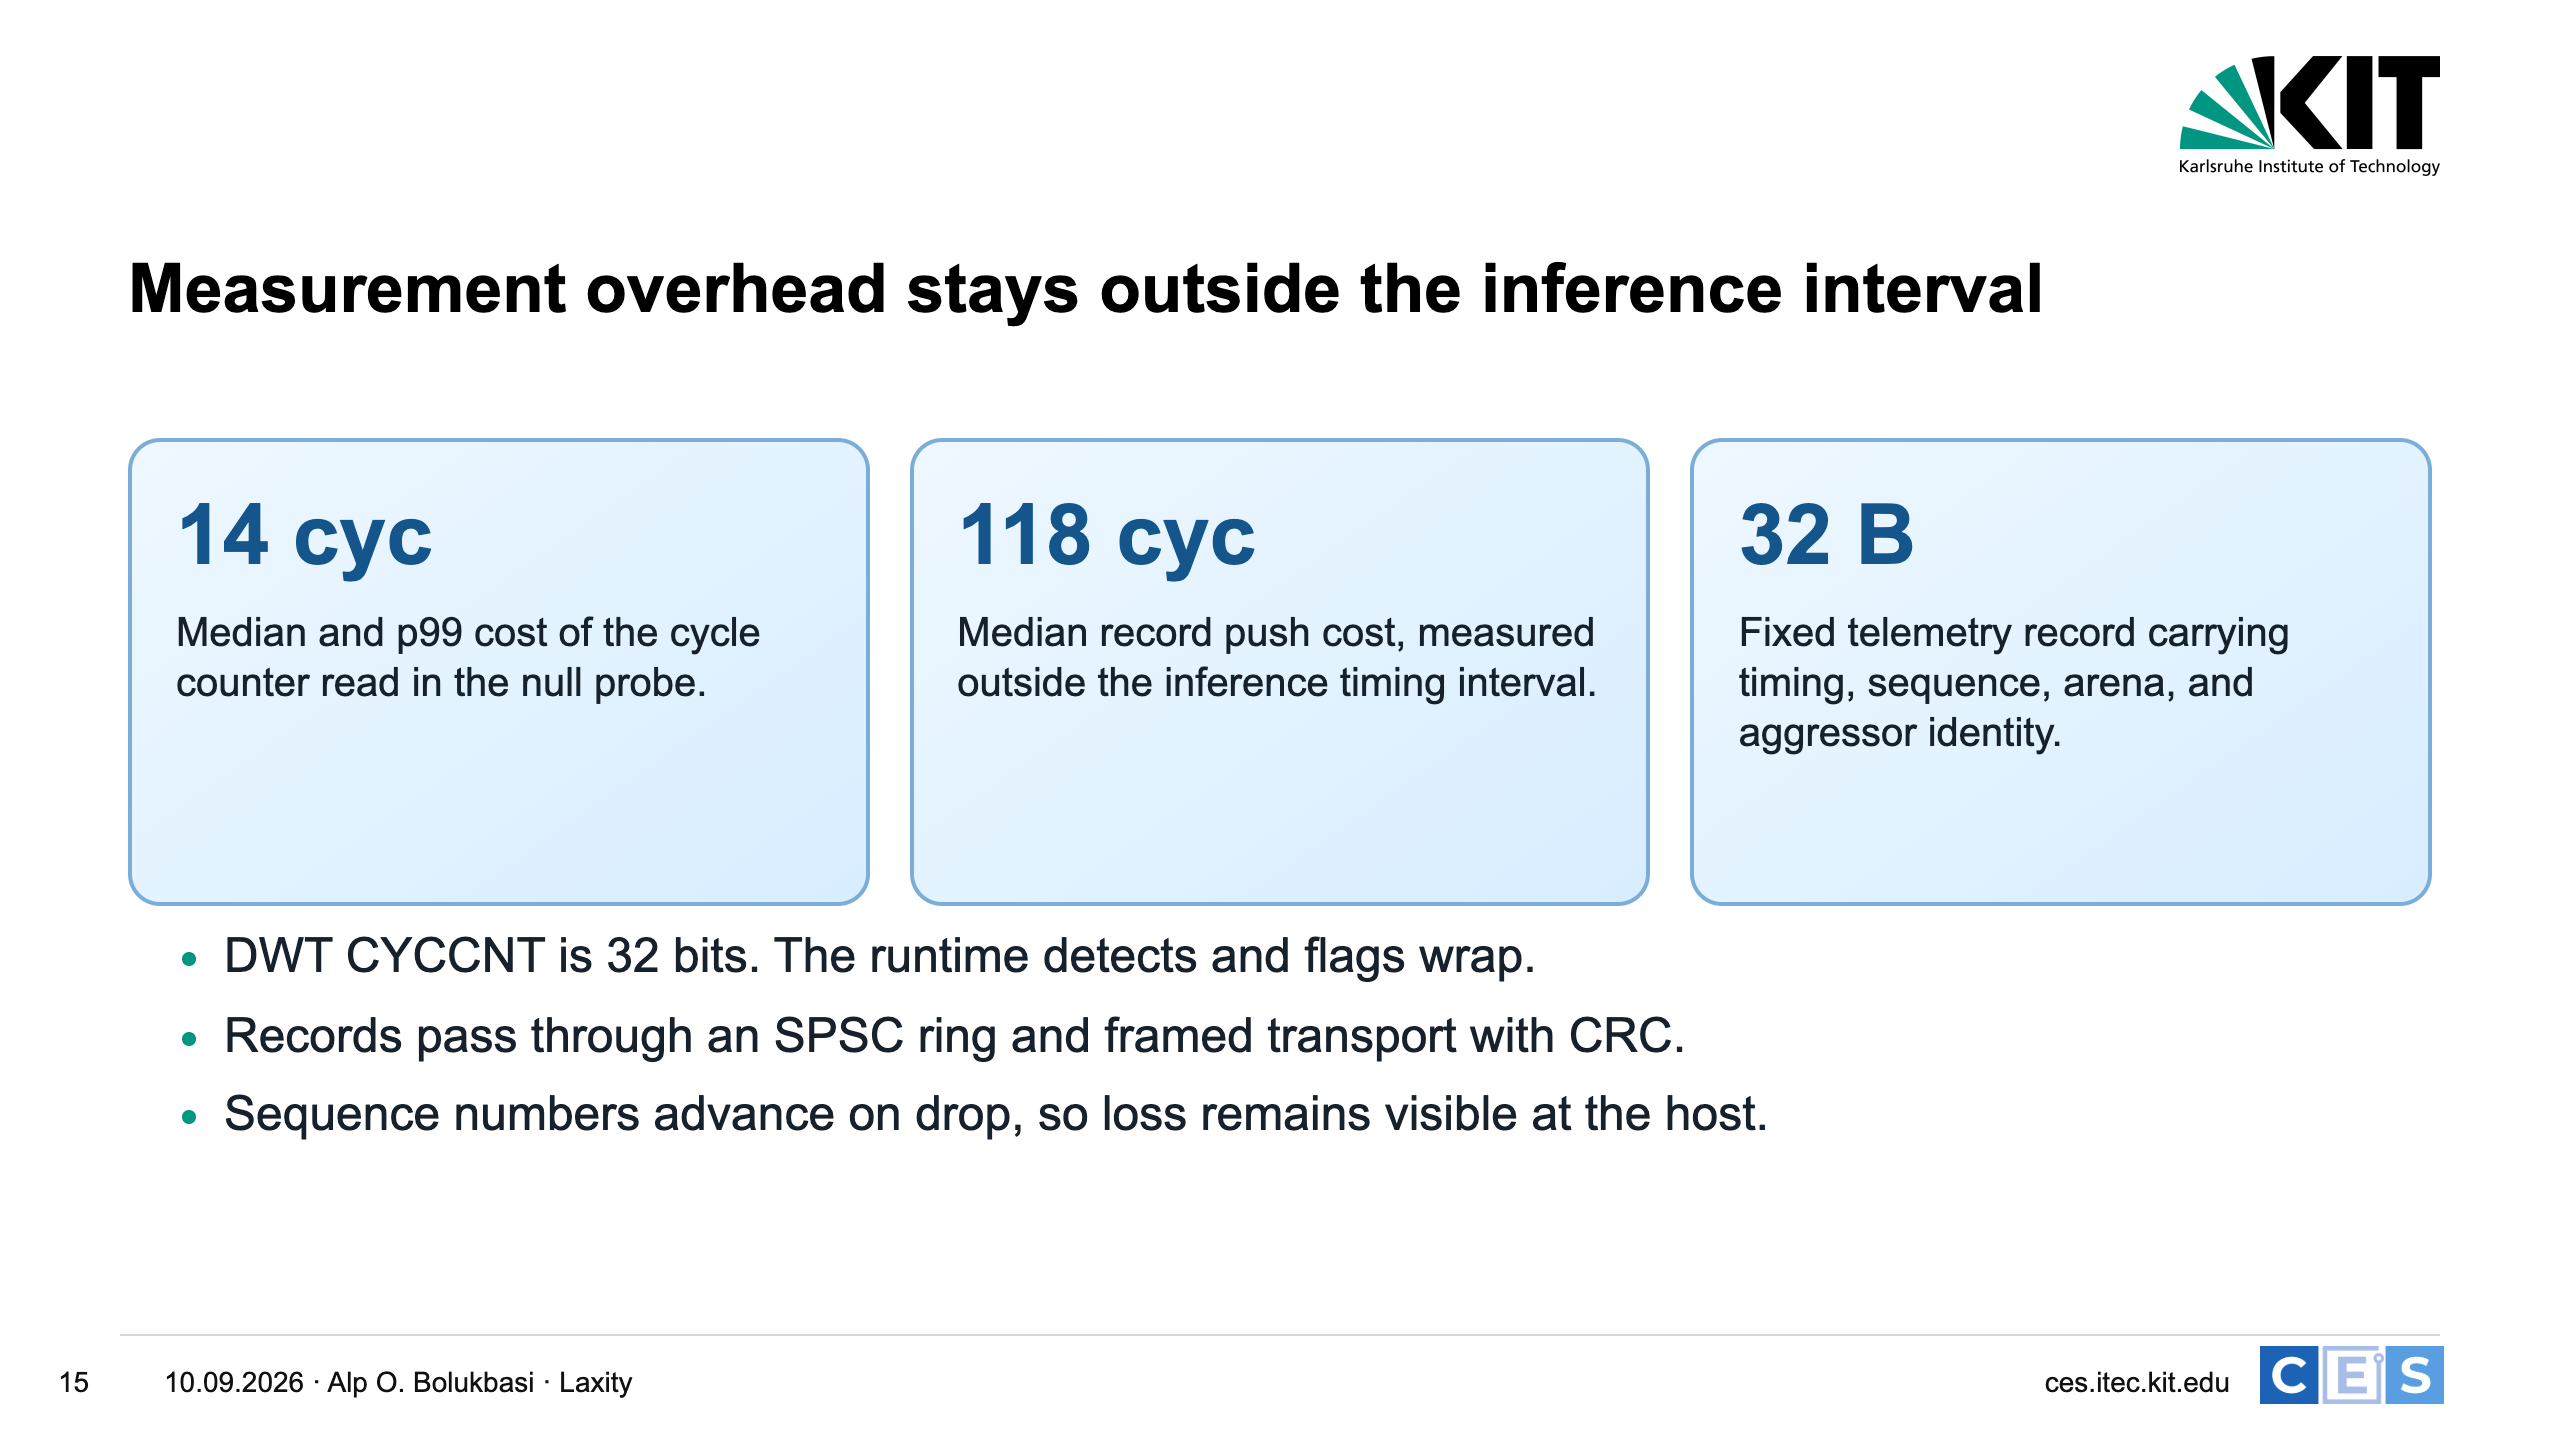 KIT
Karlsruhe Institute of Technology
Measurement overhead stays outside the inference interval
14 cyc
Median and p99 cost of the cycle
counter read in the null probe.
118 cyc
Median record push cost, measured
outside the inference timing interval.
32 B
Fixed telemetry record carrying
timing, sequence, arena, and
aggressor identity.
• DWT CYCCNT is 32 bits. The runtime detects and flags wrap.
• Records pass through an SPSC ring and framed transport with CRC.
• Sequence numbers advance on drop, so loss remains visible at the host.
15
10.09.2026 · Alp O. Bolukbasi · Laxity
ces.itec.kit.edu
CES